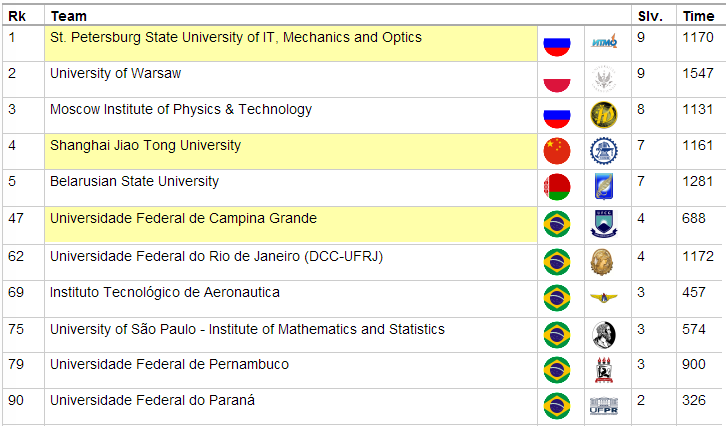 Rk Team Slv. Time
1 St. Petersburg State University of IT, Mechanics and Optics ИТМО 9 1170
2 University of Warsaw 9 1547
3 Moscow Institute of Physics & Technology 8 1131
4 Shanghai Jiao Tong University 7 1161
5 Belarusian State University 7 1281
47 Universidade Federal de Campina Grande 4 688
62 Universidade Federal do Rio de Janeiro (DCC-UFRJ) 4 1172
69 Instituto Tecnológico de Aeronautica 3 457
75 University of São Paulo - Institute of Mathematics and Statistics 3 574
79 Universidade Federal de Pernambuco 3 900
90 Universidade Federal do Paraná UFPR 2 326